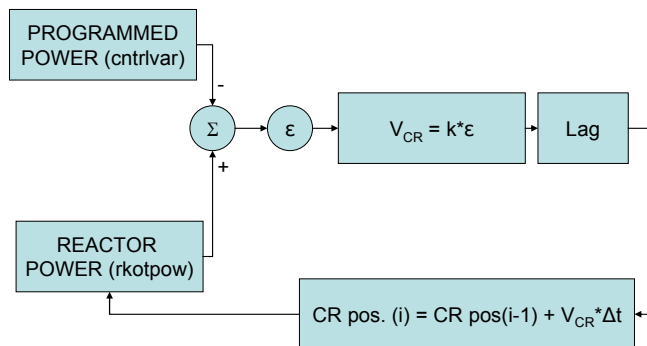 PROGRAMMED
POWER (cntrlvar)
-
Σ
ε
V_CR = k*ε
Lag
+
REACTOR
POWER (rkotpow)
CR pos. (i) = CR pos(i-1) + V_CR*Δt